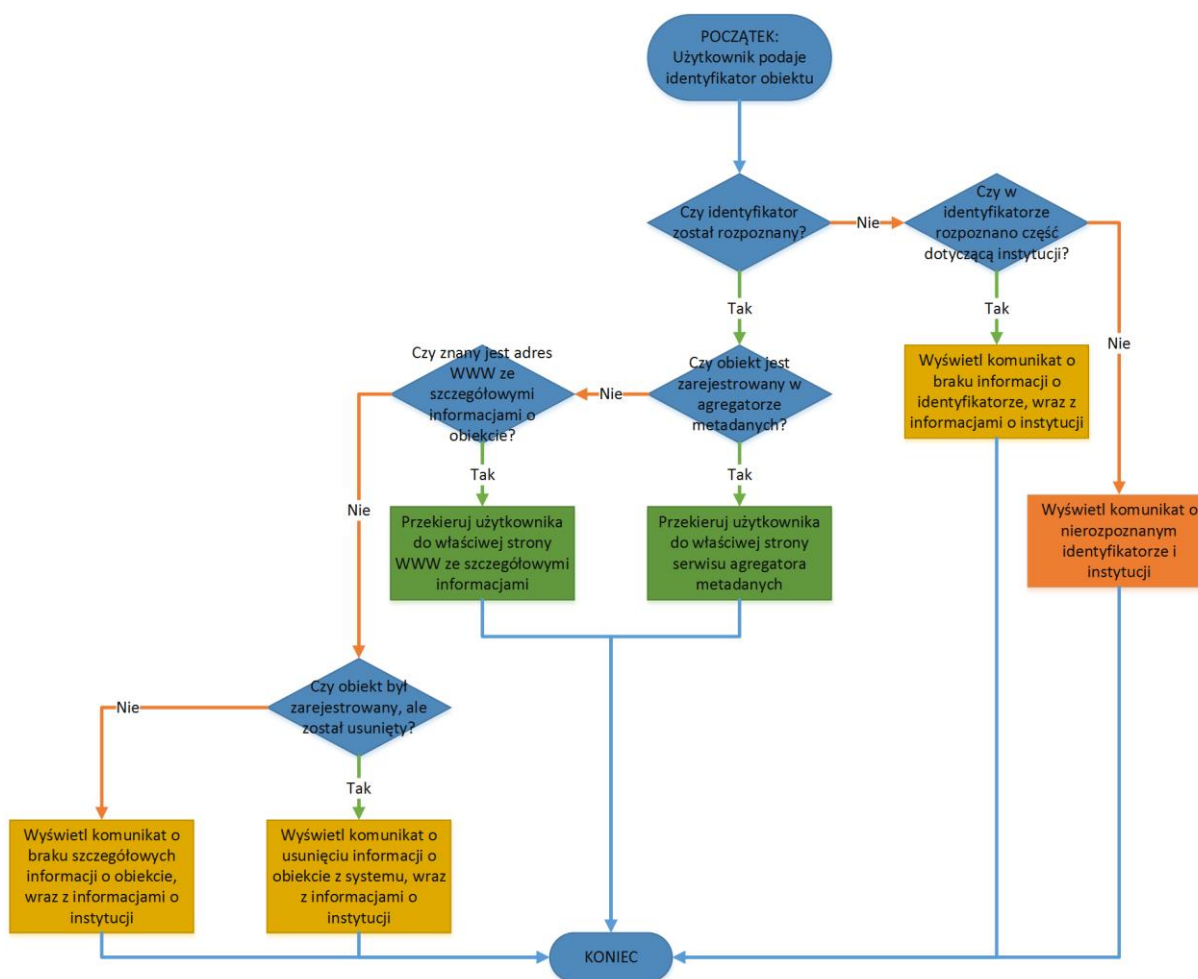 POCZĄTEK:
Użytkownik podaje
identyfikator obiektu
Czy identyfikator
został rozpoznany?
Nie
Czy w
identyfikatorze
rozpoznano część
dotyczącą instytucji?
Tak
Tak
Nie
Czy znany jest adres
WWW ze
szczegółowymi
informacjami o
obiekcie?
Nie
Czy obiekt jest
zarejestrowany w
agregatorze
metadanych?
Wyświetl komunikat o
braku informacji o
identyfikatorze, wraz z
informacjami o instytucji
Tak
Tak
Nie
Przekieruj użytkownika
do właściwej strony
WWW ze szczegółowymi
informacjami
Przekieruj użytkownika
do właściwej strony
serwisu agregatora
metadanych
Wyświetl komunikat o
nierozpoznanym
identyfikatorze i
instytucji
Czy obiekt był
zarejestrowany, ale
został usunięty?
Nie
Tak
Wyświetl komunikat o
braku szczegółowych
informacji o obiekcie,
wraz z informacjami o
instytucji
Wyświetl komunikat o
usunięciu informacji o
obiekcie z systemu, wraz
z informacjami o
instytucji
KONIEC